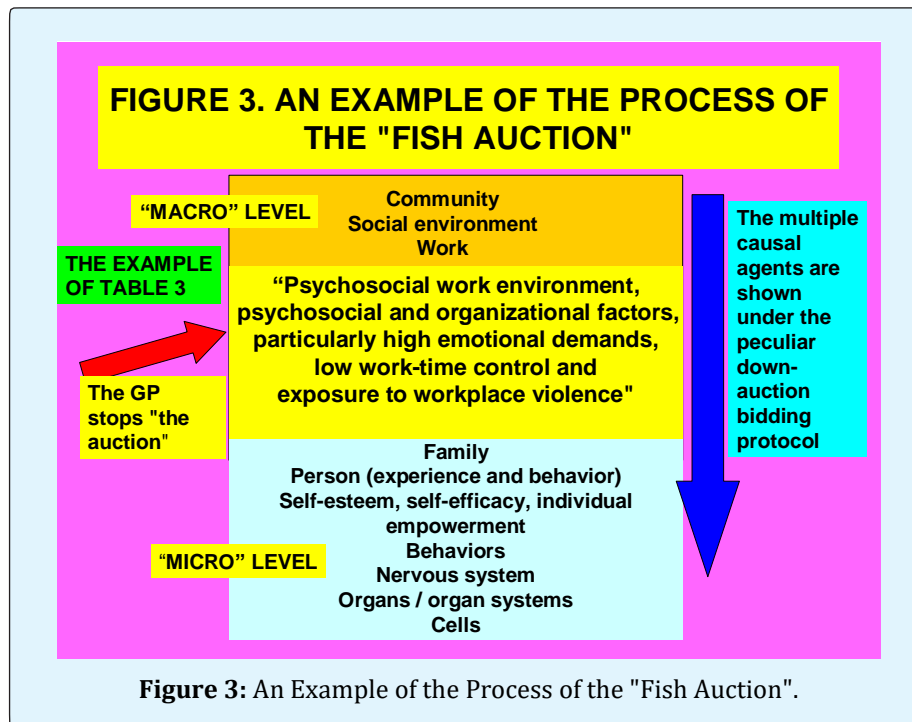 FIGURE 3. AN EXAMPLE OF THE PROCESS OF
THE "FISH AUCTION"
“MACRO” LEVEL
Community
Social environment
Work
THE EXAMPLE
OF TABLE 3
“Psychosocial work environment,
psychosocial and organizational factors,
particularly high emotional demands,
low work-time control and
exposure to workplace violence"
The GP
stops "the
auction"
The multiple
causal
agents are
shown
under the
peculiar
down-
auction
bidding
protocol
Family
Person (experience and behavior)
Self-esteem, self-efficacy, individual
empowerment
Behaviors
Nervous system
Organs / organ systems
Cells
“MICRO” LEVEL
Figure 3: An Example of the Process of the "Fish Auction".